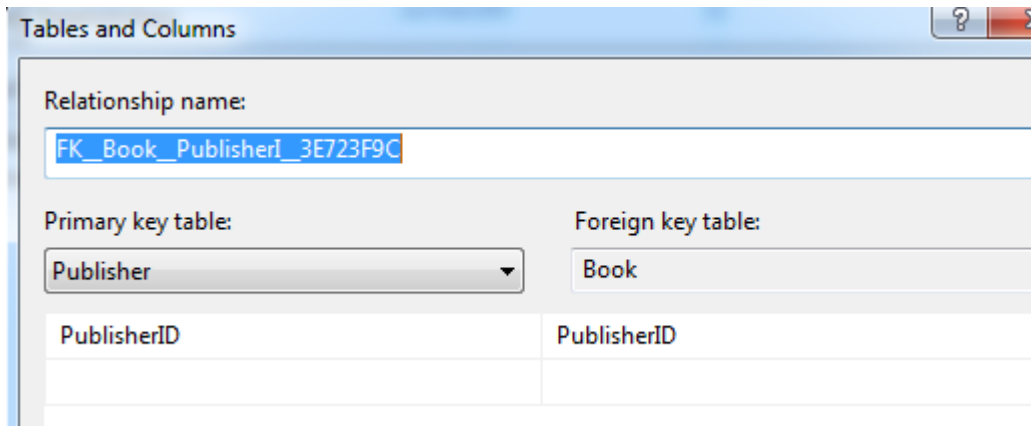 Tables and Columns
?
Relationship name:
FK__Book__PublisherI__3E723F9C
Primary key table:
Foreign key table:
Publisher
Book
PublisherID
PublisherID